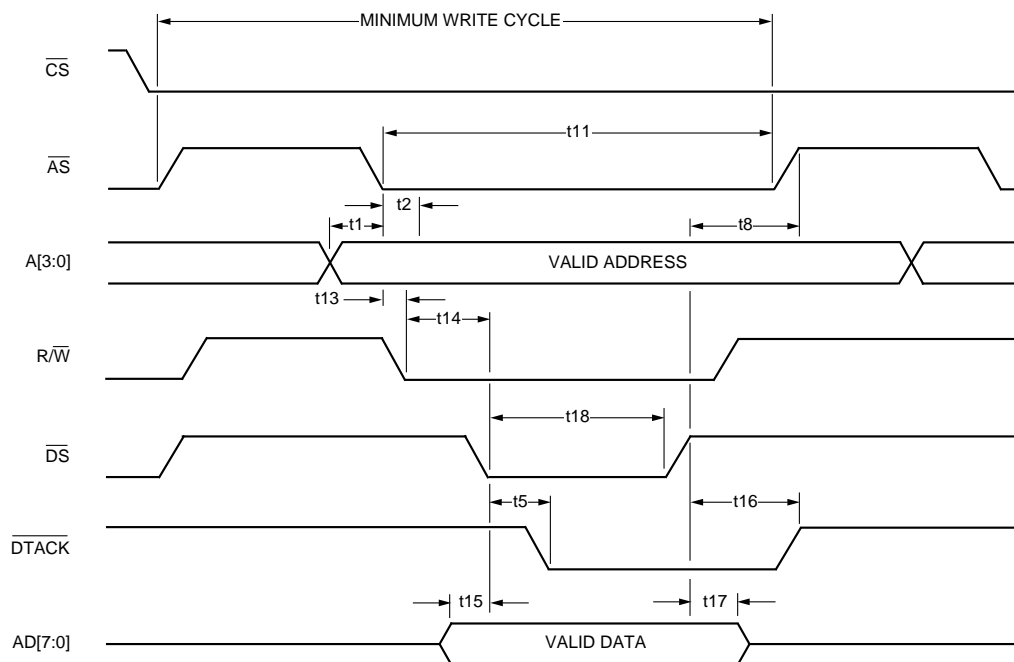 MINIMUM WRITE CYCLE
CS
t11
AS
t2
t1
t8
A[3:0]
VALID ADDRESS
t13
t14
R/W
t18
DS
t5
t16
DTACK
t15
t17
AD[7:0]
VALID DATA